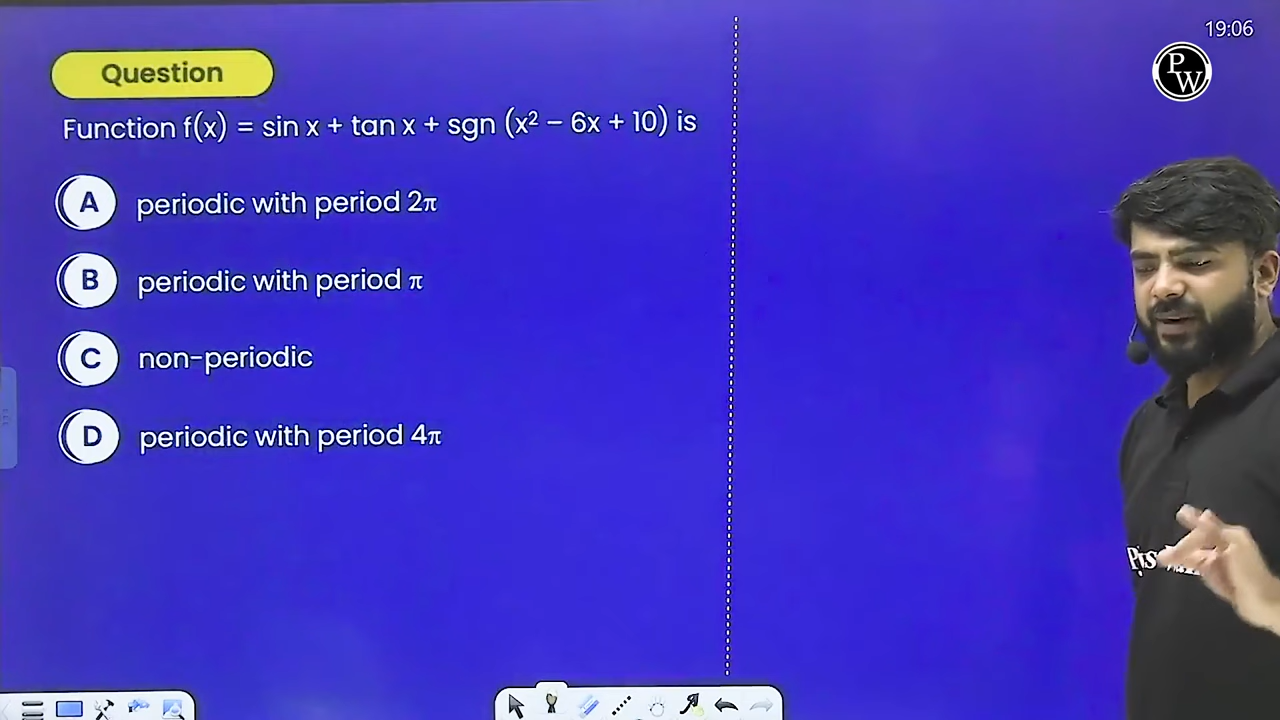 19:06
PW
Question
Function f(x) = sin x + tan x + sgn (x² – 6x + 10) is
A periodic with period 2π
B periodic with period π
C non-periodic
D periodic with period 4π